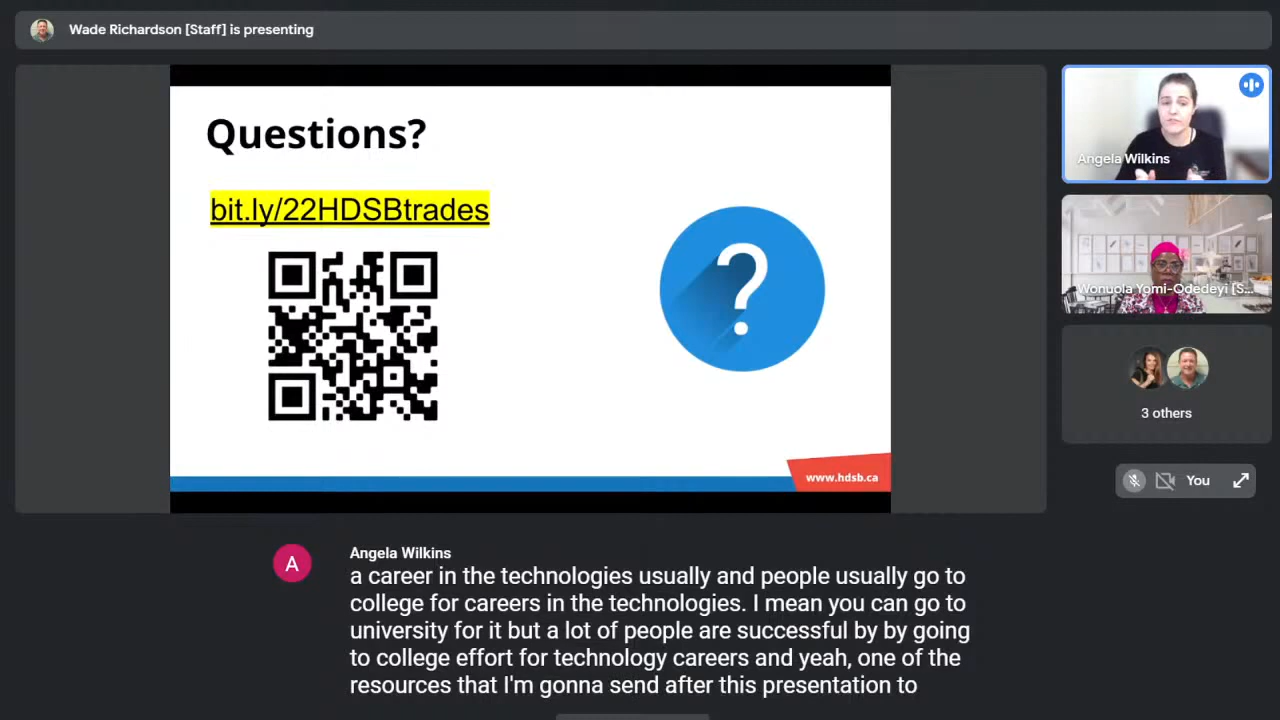 Wade Richardson [Staff] is presenting
Questions?
bit.ly/22HDSBtrades
?
www.hdsb.ca
Angela Wilkins
Wonuola Yomi-Odedeyi [S...
3 others
You
A
Angela Wilkins
a career in the technologies usually and people usually go to
college for careers in the technologies. I mean you can go to
university for it but a lot of people are successful by by going
to college effort for technology careers and yeah, one of the
resources that I'm gonna send after this presentation to